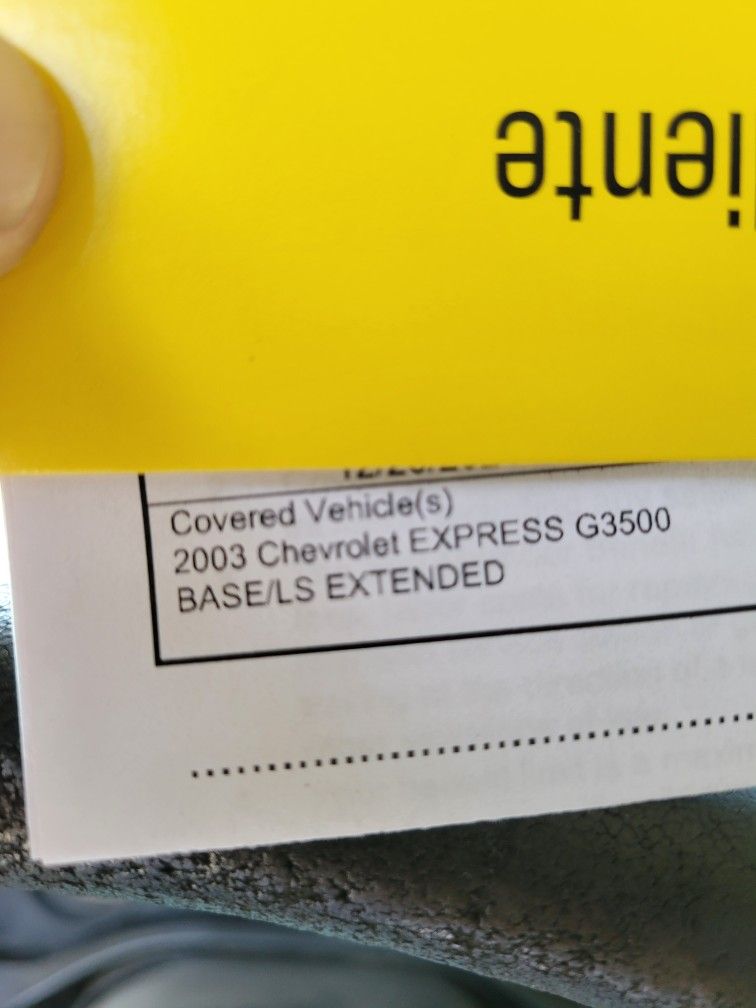 iente
Covered Vehicle(s)
2003 Chevrolet EXPRESS G3500
BASE/LS EXTENDED